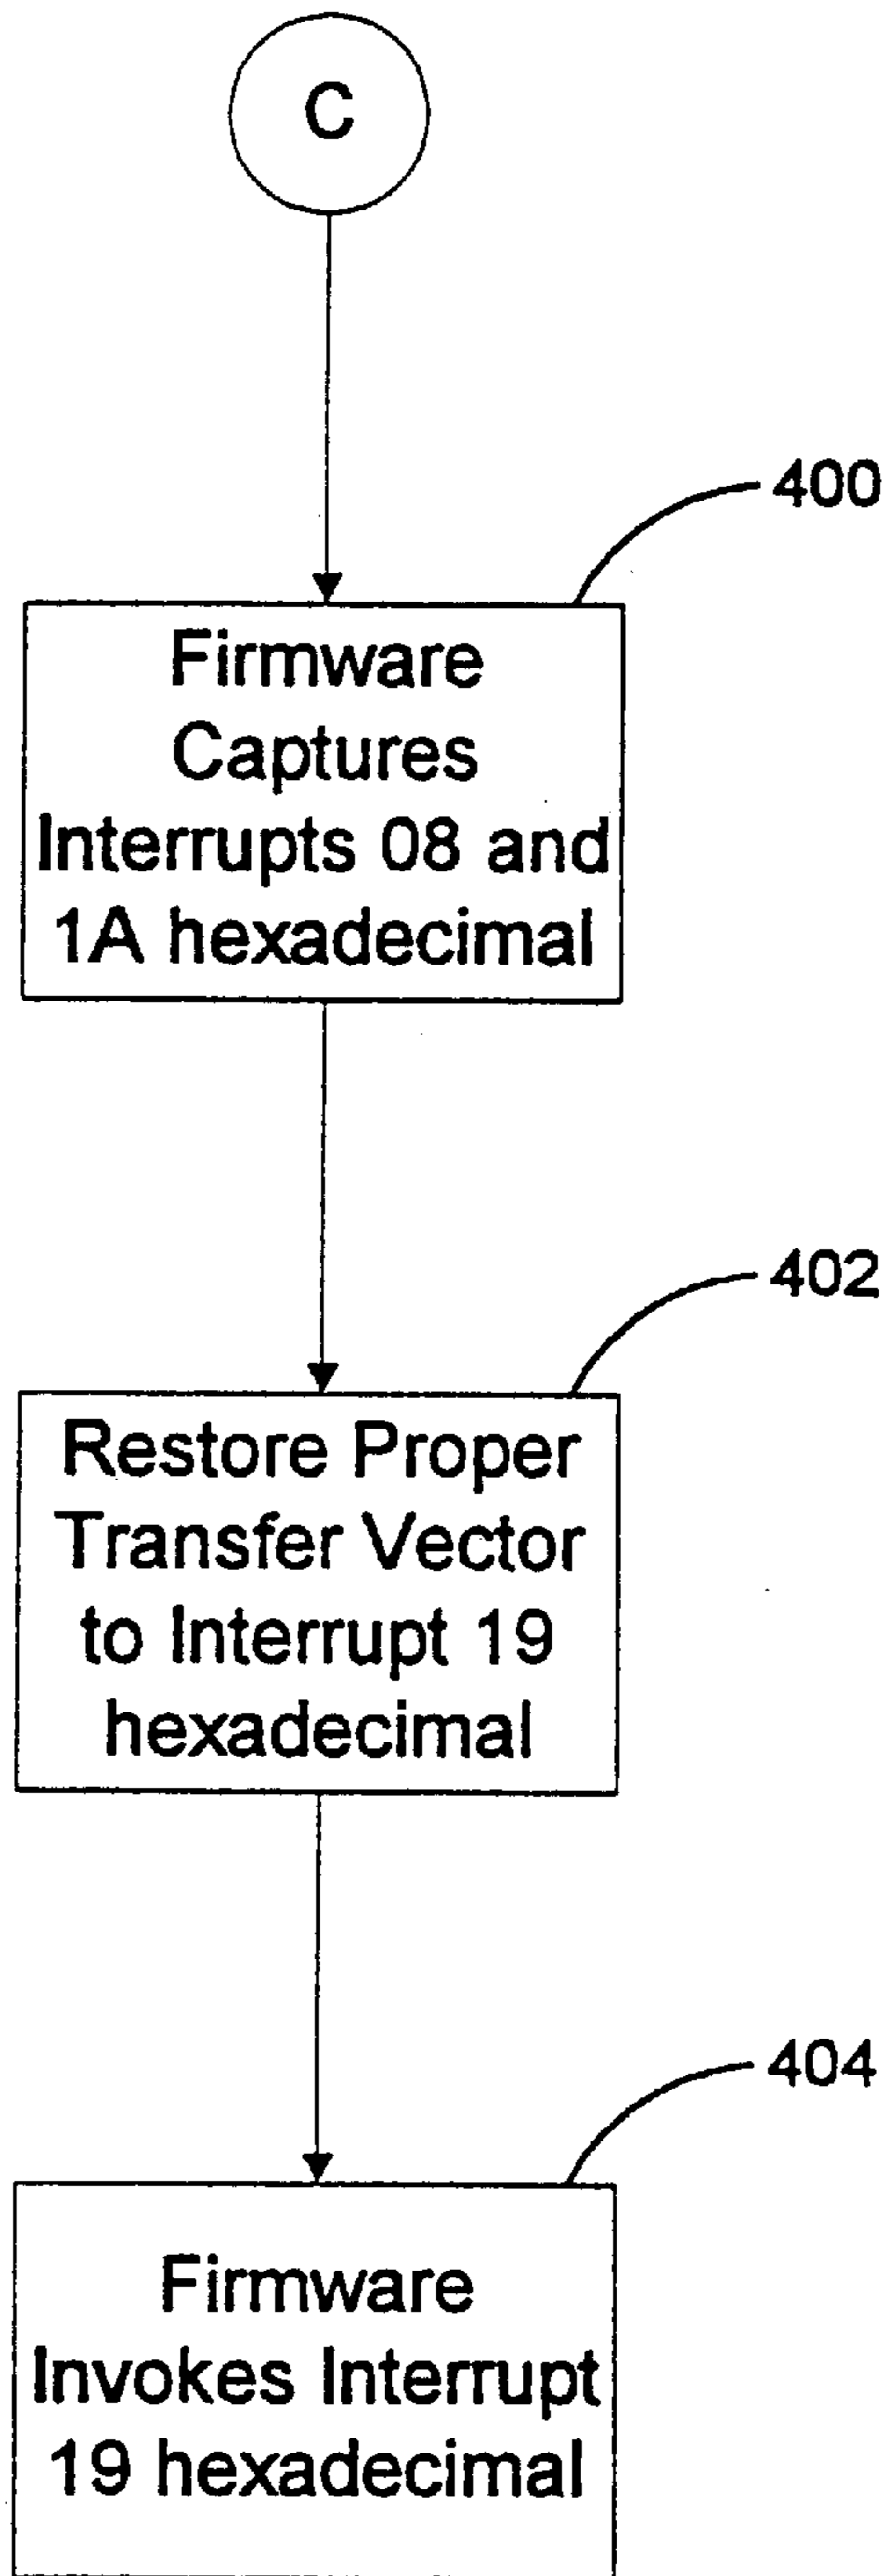 C
400
Firmware
Captures
Interrupts 08 and
1A hexadecimal
402
Restore Proper
Transfer Vector
to Interrupt 19
hexadecimal
404
Firmware
Invokes Interrupt
19 hexadecimal